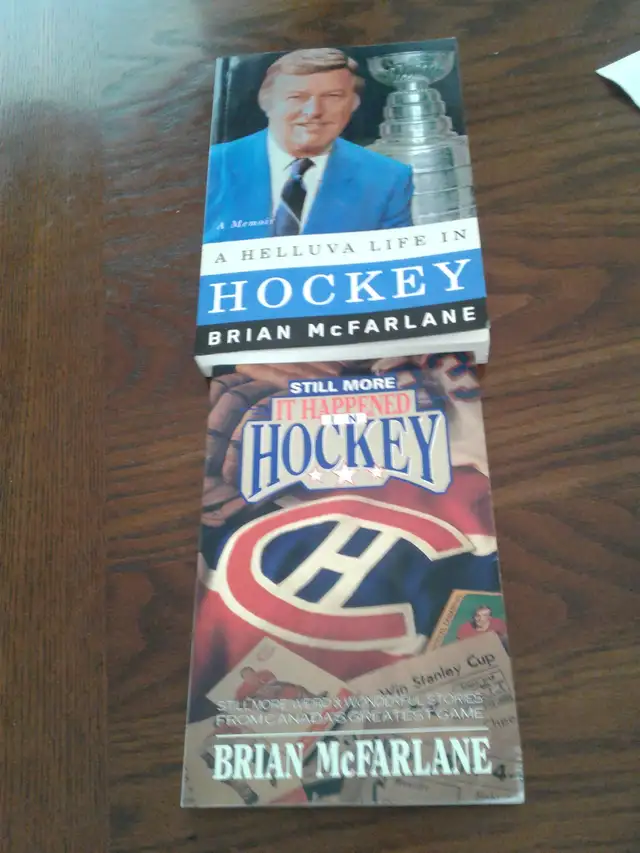 A Memoir
A HELLUVA LIFE IN
HOCKEY
BRIAN McFARLANE
STILL MORE
IT HAPPENED
IN
HOCKEY
CH
Win Stanley Cup
STILL MORE WEIRD & WONDERFUL STORIES
FROM CANADA'S GREATEST GAME
BRIAN McFARLANE